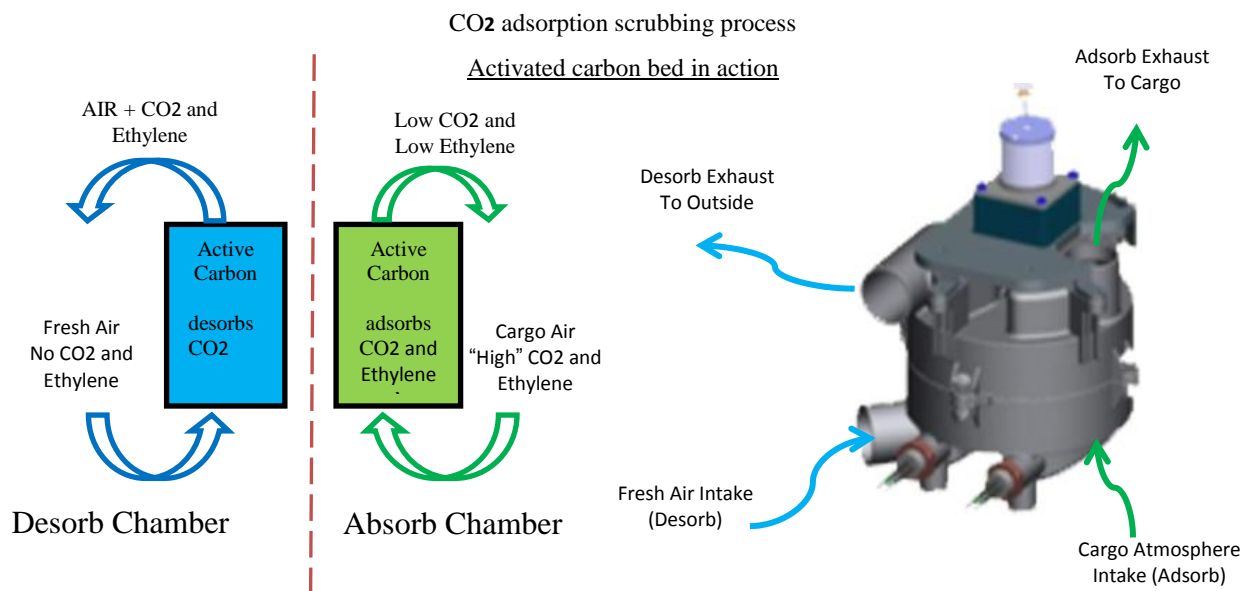 CO2 adsorption scrubbing process
Activated carbon bed in action
AIR + CO2 and
Ethylene
Active
Carbon
desorbs
CO2
Fresh Air
No CO2 and
Ethylene
Desorb Chamber
Low CO2 and
Low Ethylene
Active
Carbon
adsorbs
CO2 and
Ethylene
Cargo Air
“High” CO2 and
Ethylene
Absorb Chamber
Adsorb Exhaust
To Cargo
Desorb Exhaust
To Outside
Fresh Air Intake
(Desorb)
Cargo Atmosphere
Intake (Adsorb)